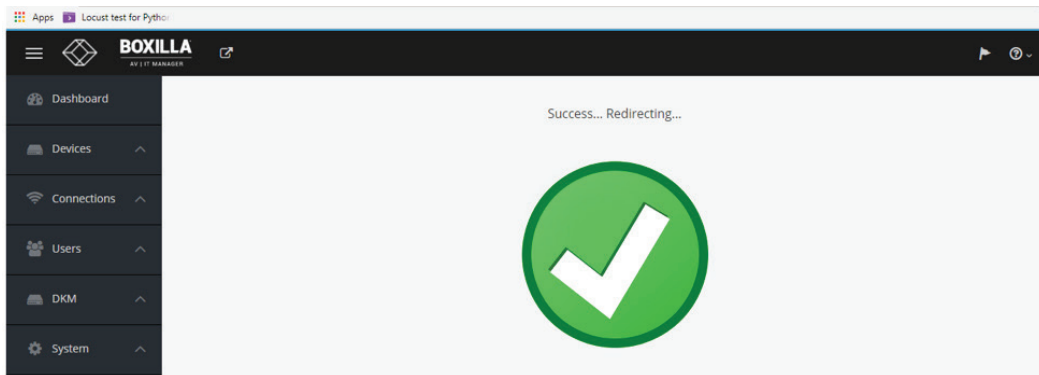 Apps Locust test for Pytho
BOXILLA
AV | IT MANAGER
Dashboard
Success... Redirecting...
Devices
Connections
Users
DKM
System